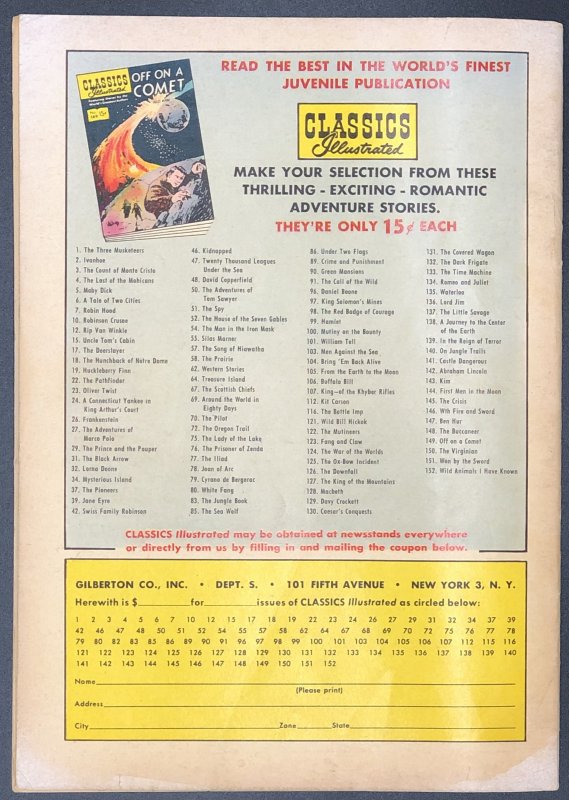 READ THE BEST IN THE WORLD'S FINEST
JUVENILE PUBLICATION
CLASSICS
Illustrated
OFF ON A
COMET
CLASSICS
Illustrated
MAKE YOUR SELECTION FROM THESE
THRILLING - EXCITING - ROMANTIC
ADVENTURE STORIES.
THEY'RE ONLY 15¢ EACH
1. The Three Musketeers
2. Ivanhoe
3. The Count of Monte Cristo
4. The Last of the Mohicans
5. Moby Dick
6. A Tale of Two Cities
7. Robin Hood
10. Robinson Crusoe
12. Rip Van Winkle
15. Uncle Tom's Cabin
17. The Deerslayer
18. The Hunchback of Notre Dame
19. Huckleberry Finn
22. The Pathfinder
23. Oliver Twist
24. A Connecticut Yankee in
King Arthur's Court
26. Frankenstein
27. The Adventures of
Marco Polo
29. The Prince and the Pauper
31. The Black Arrow
32. Lorna Doone
34. Mysterious Island
37. The Pioneers
39. Jane Eyre
42. Swiss Family Robinson
46. Kidnapped
47. Twenty Thousand Leagues
Under the Sea
48. David Copperfield
50. The Adventures of
Tom Sawyer
51. The Spy
52. The House of the Seven Gables
54. The Man in the Iron Mask
55. Silas Marner
57. The Song of Hiawatha
58. The Prairie
62. Western Stories
64. Treasure Island
67. The Scottish Chiefs
69. Around the World in
Eighty Days
70. The Pilot
72. The Oregon Trail
75. The Lady of the Lake
76. The Prisoner of Zenda
77. The Iliad
78. Joan of Arc
79. Cyrano de Bergerac
80. White Fang
83. The Jungle Book
85. The Sea Wolf
86. Under Two Flags
89. Crime and Punishment
90. Green Mansions
91. The Call of the Wild
96. Daniel Boone
97. King Solomon's Mines
98. The Red Badge of Courage
99. Hamlet
100. Mutiny on the Bounty
101. William Tell
103. Men Against the Sea
104. Bring 'Em Back Alive
105. From the Earth to the Moon
106. Buffalo Bill
107. King—of the Khyber Rifles
112. Kit Carson
116. The Bottle Imp
121. Wild Bill Hickok
122. The Mutineers
123. Fang and Claw
124. The War of the Worlds
125. The Ox-Bow Incident
126. The Downfall
127. The King of the Mountains
128. Macbeth
129. Davy Crockett
130. Caesar's Conquests
131. The Covered Wagon
132. The Dark Frigate
133. The Time Machine
134. Romeo and Juliet
135. Waterloo
136. Lord Jim
137. The Little Savage
138. A Journey to the Center
of the Earth
139. In the Reign of Terror
140. On Jungle Trails
141. Castle Dangerous
142. Abraham Lincoln
143. Kim
144. First Men in the Moon
145. The Crisis
146. With Fire and Sword
147. Ben Hur
148. The Buccaneer
149. Off on a Comet
150. The Virginian
151. Won by the Sword
152. Wild Animals I Have Known
CLASSICS Illustrated may be obtained at newsstands everywhere
or directly from us by filling in and mailing the coupon below.
GILBERTON CO., INC. • DEPT. S. • 101 FIFTH AVENUE • NEW YORK 3, N. Y.
Herewith is $ for issues of CLASSICS Illustrated as circled below:
1 2 3 4 5 6 7 10 12 15 17 18 19 22 23 24 26 27 29 31 32 34 37 39
42 46 47 48 50 51 52 54 55 57 58 62 64 67 69 70 72 75 76 77 78
79 80 83 85 86 89 90 91 96 97 98 99 100 101 103 104 105 106 107 112 116
121 122 123 124 125 126 127 128 129 130 131 132 133 134 135 136 137 138 139 140
141 142 143 144 145 146 147 148 149 150 151 152
Name
(Please print)
Address
City Zone State